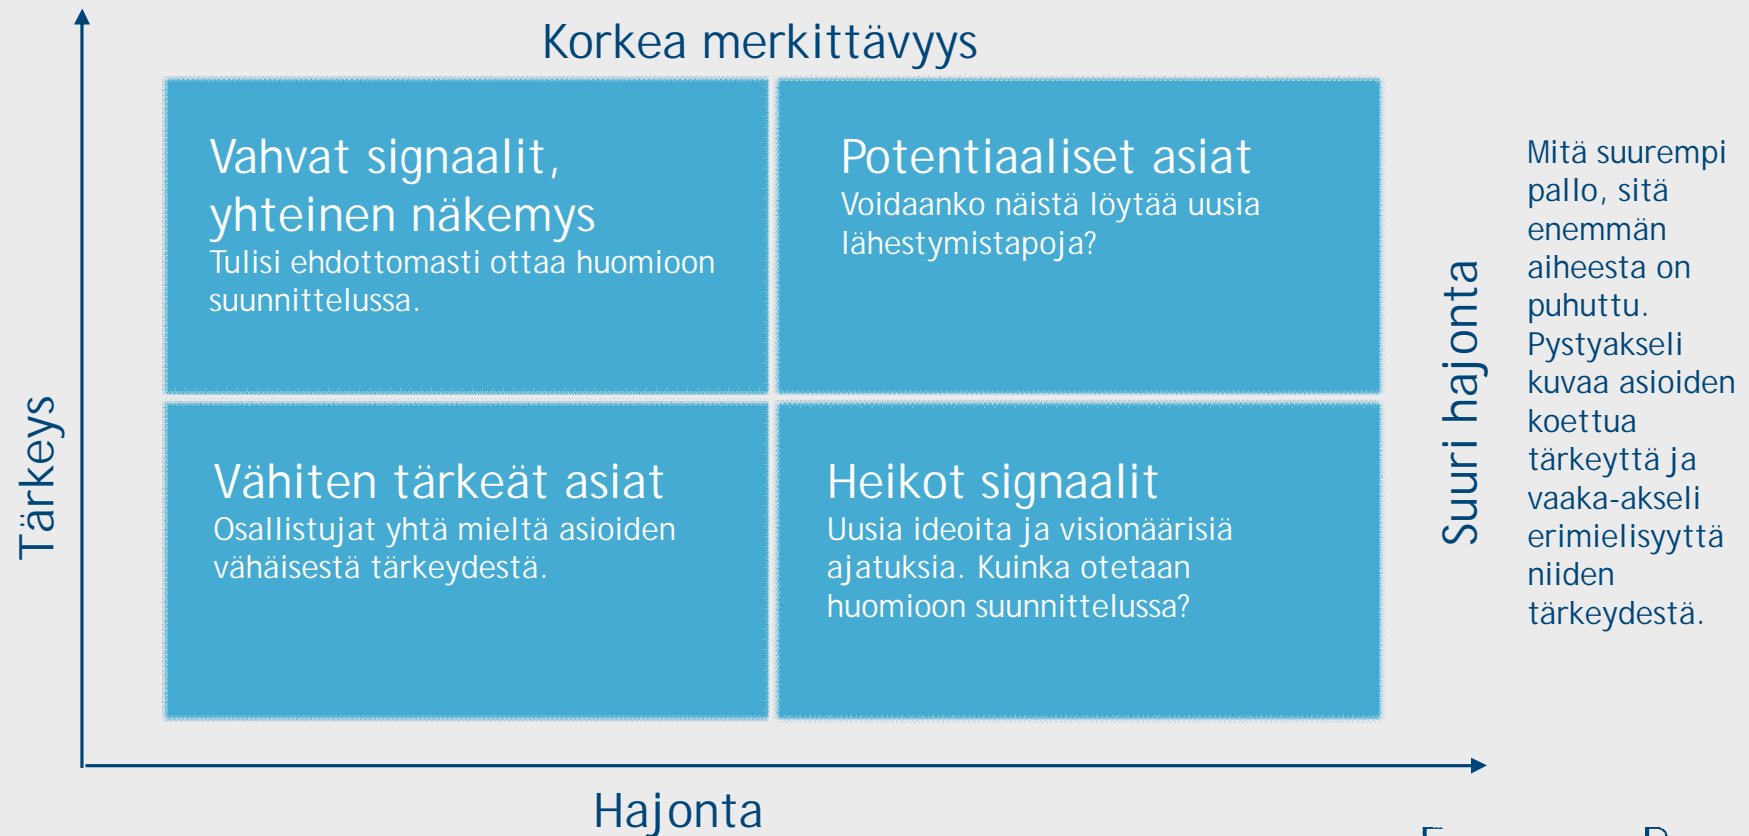 Korkea merkittävyys
Vahvat signaalit,
yhteinen näkemys
Tulisi ehdottomasti ottaa huomioon
suunnittelussa.
Potentiaaliset asiat
Voidaanko näistä löytää uusia
lähestymistapoja?
Vähiten tärkeät asiat
Osallistujat yhtä mieltä asioiden
vähäisestä tärkeydestä.
Heikot signaalit
Uusia ideoita ja visionäärisiä
ajatuksia. Kuinka otetaan
huomioon suunnittelussa?
Tärkeys
Hajonta
Suuri hajonta
Mitä suurempi
pallo, sitä
enemmän
aiheesta on
puhuttu.
Pystyakseli
kuvaa asioiden
koettua
tärkeyttä ja
vaaka-akseli
erimielisyyttä
niiden
tärkeydestä.